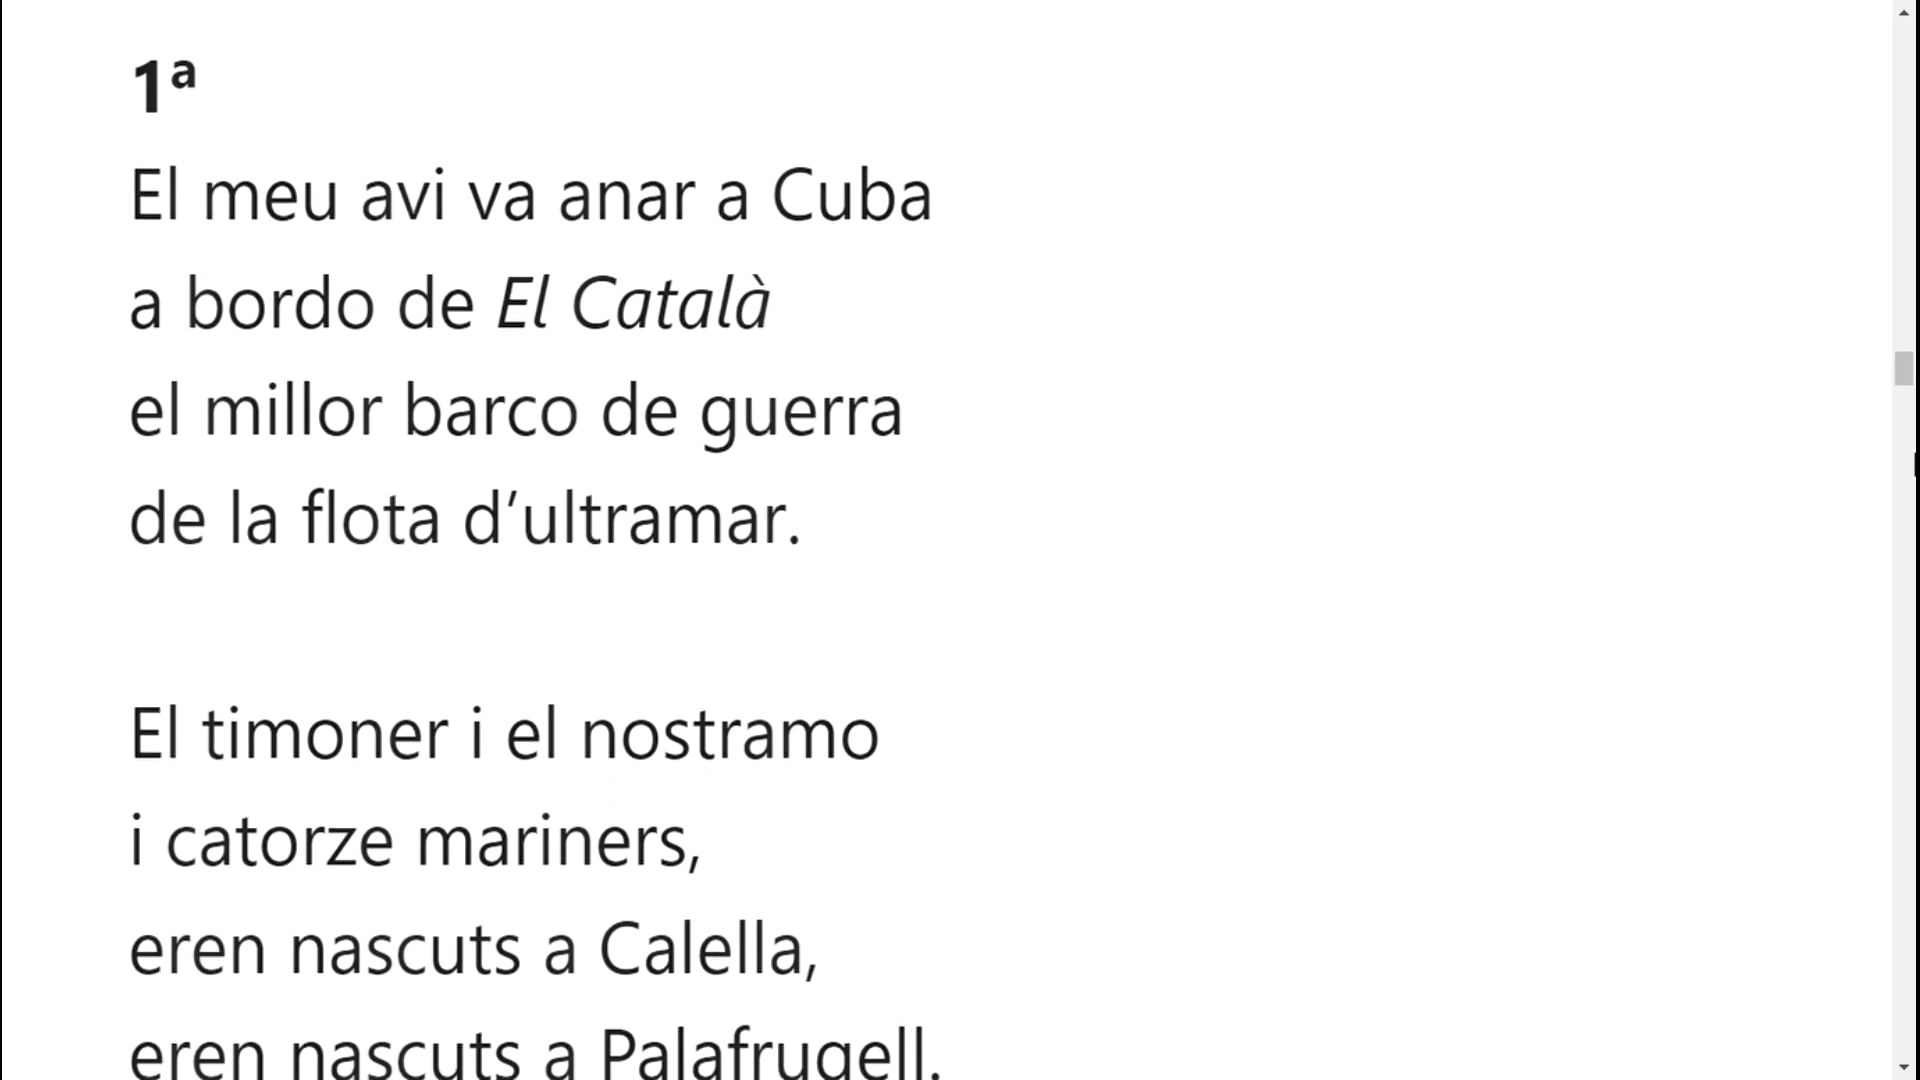 1ª
El meu avi va anar a Cuba
a bordo de El Català
el millor barco de guerra
de la flota d’ultramar.
El timoner i el nostramo
i catorze mariners,
eren nascuts a Calella,
eren nascuts a Palafrugell.